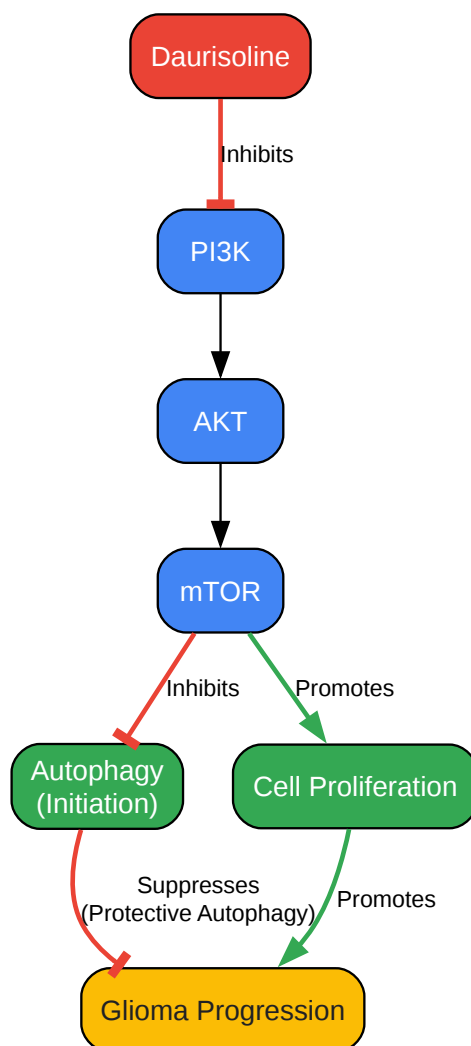 Daurisoline
Inhibits
PI3K
AKT
mTOR
Inhibits
Promotes
Autophagy
(Initiation)
Cell Proliferation
Suppresses
(Protective Autophagy)
Promotes
Glioma Progression